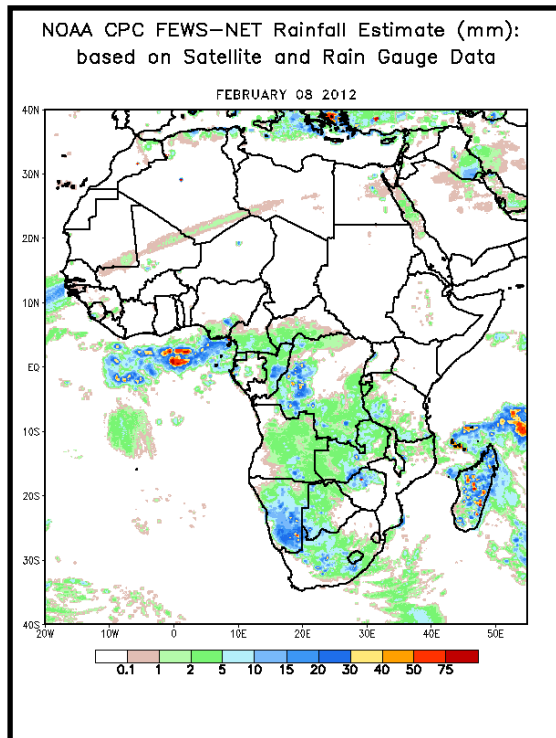 NOAA CPC FEWS-NET Rainfall Estimate (mm):
based on Satellite and Rain Gauge Data
FEBRUARY 08 2012
40N
30N
20N
10N
EQ
10S
20S
30S
40S
20W 10W 0 10E 20E 30E 40E 50E
0.1 1 2 5 10 15 20 30 40 50 75